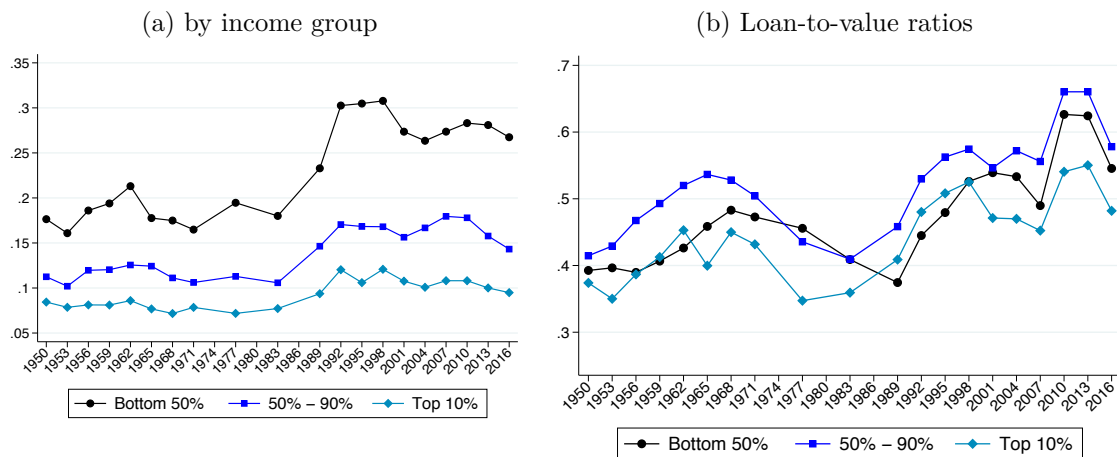 (a) by income group
.35
.3
.25
.2
.15
.1
.05
1950 1953 1956 1959 1962 1965 1968 1971 1974 1977 1980 1983 1986 1989 1992 1995 1998 2001 2004 2007 2010 2013 2016
Bottom 50% 50% − 90% Top 10%
(b) Loan-to-value ratios
.7
.6
.5
.4
.3
1950 1953 1956 1959 1962 1965 1968 1971 1974 1977 1980 1983 1986 1989 1992 1995 1998 2001 2004 2007 2010 2013 2016
Bottom 50% 50% − 90% Top 10%